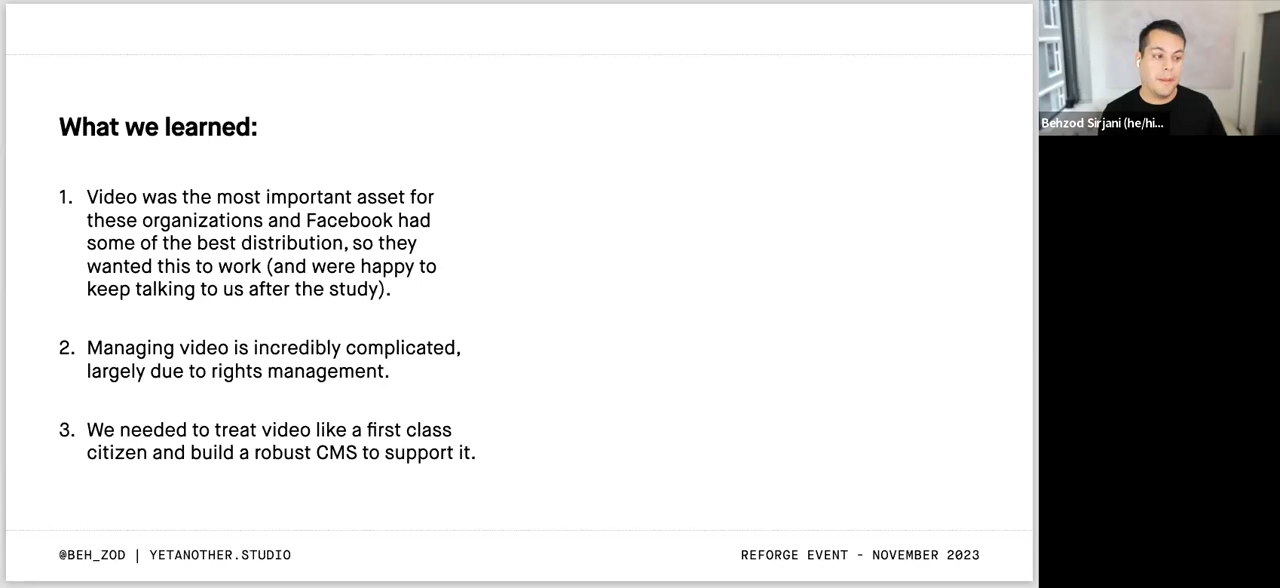 What we learned:
1. Video was the most important asset for
these organizations and Facebook had
some of the best distribution, so they
wanted this to work (and were happy to
keep talking to us after the study).
2. Managing video is incredibly complicated,
largely due to rights management.
3. We needed to treat video like a first class
citizen and build a robust CMS to support it.
@BEH_ZOD | YETANOTHER.STUDIO
REFORGE EVENT - NOVEMBER 2023
Behzod Sirjani (he/hi...